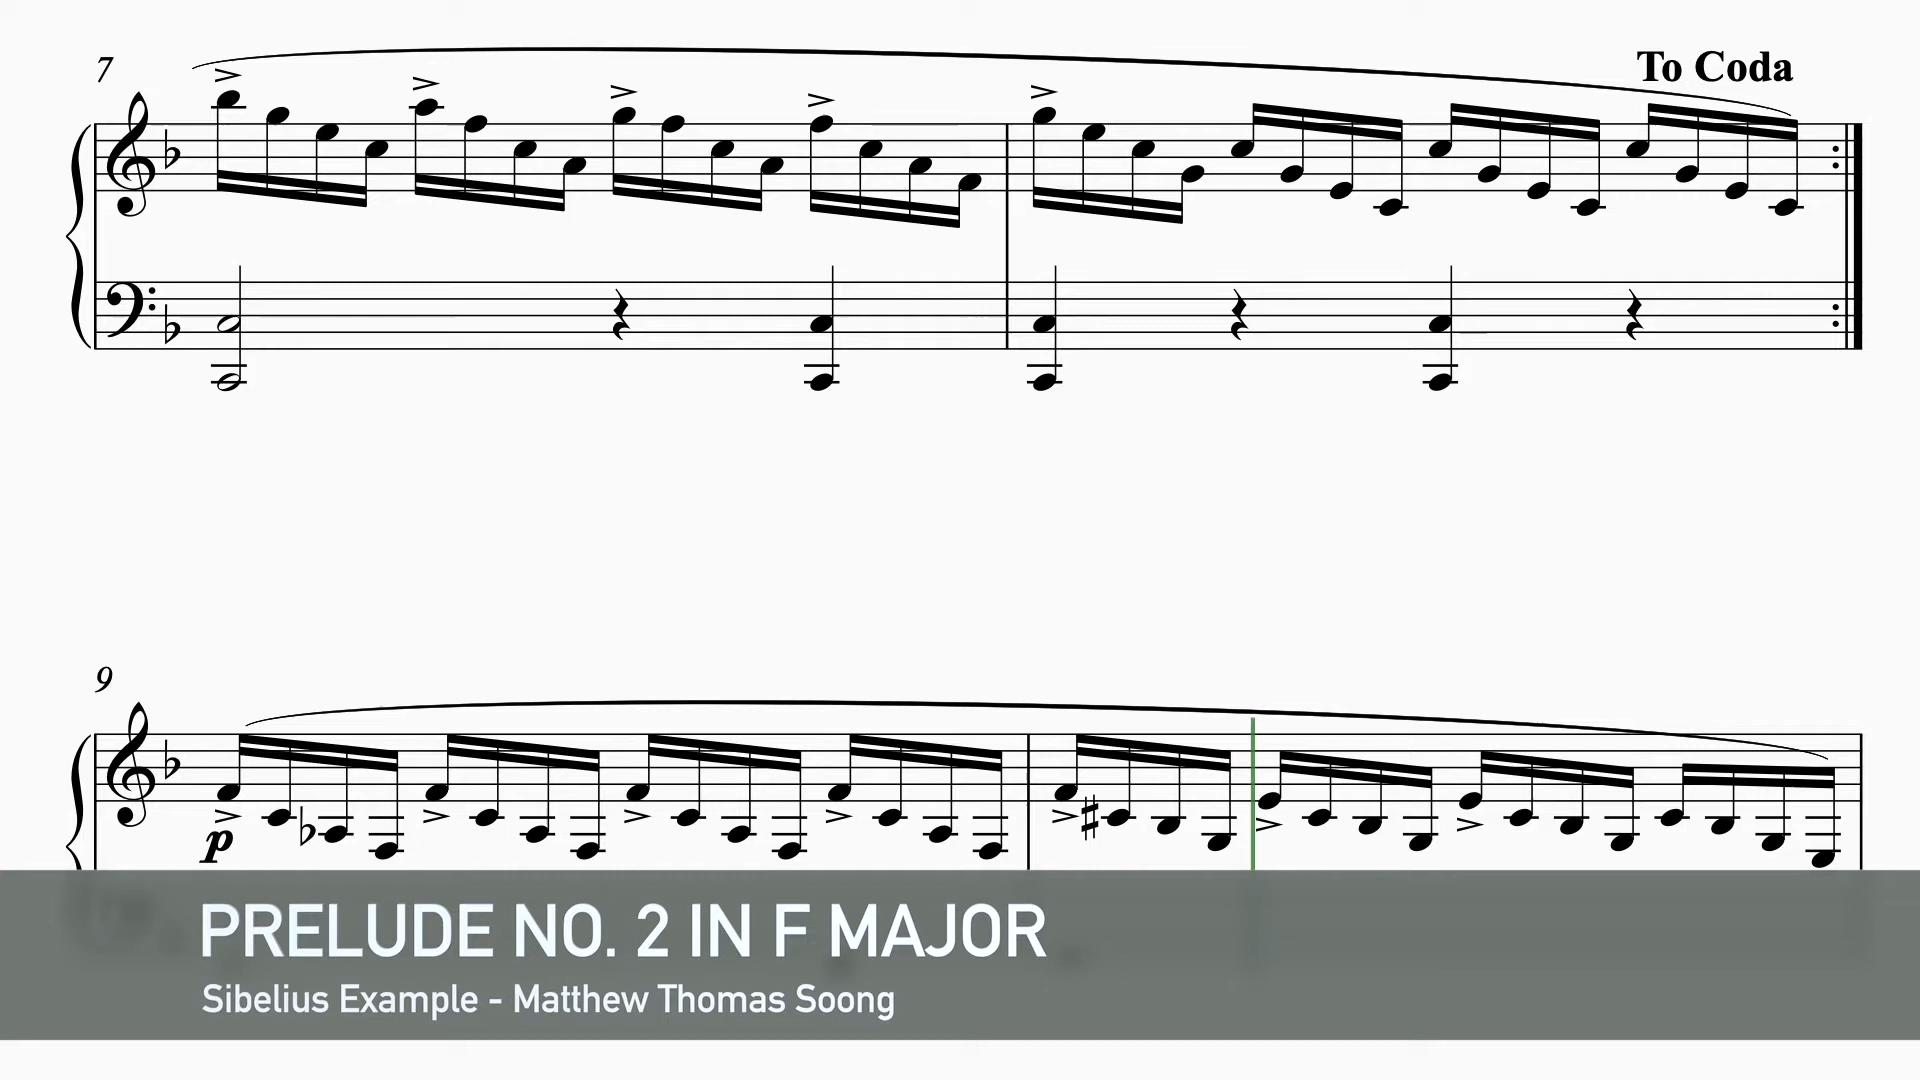 7
To Coda
9
p
PRELUDE NO. 2 IN F MAJOR
Sibelius Example - Matthew Thomas Soong